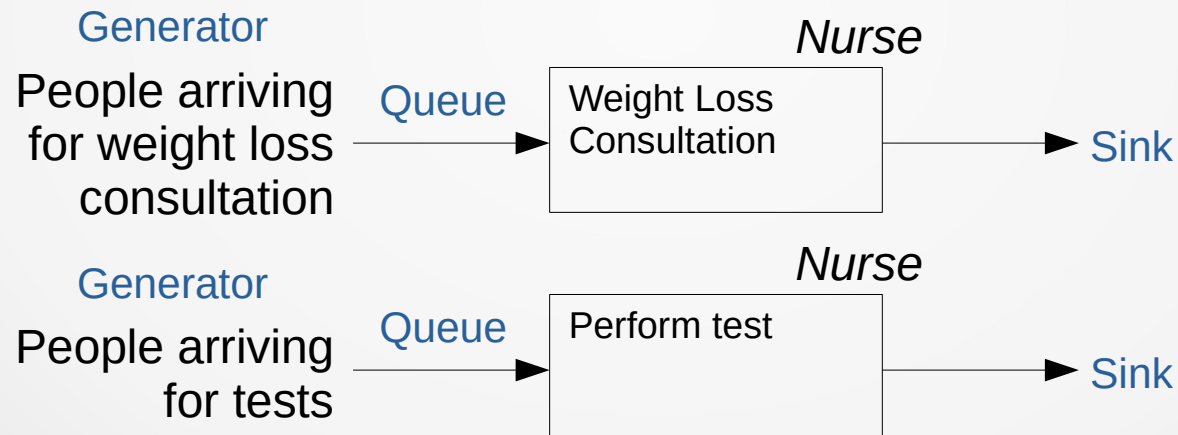 Generator
Nurse
People arriving
for weight loss
consultation
Queue
Weight Loss
Consultation
Sink
Generator
Nurse
People arriving
for tests
Queue
Perform test
Sink